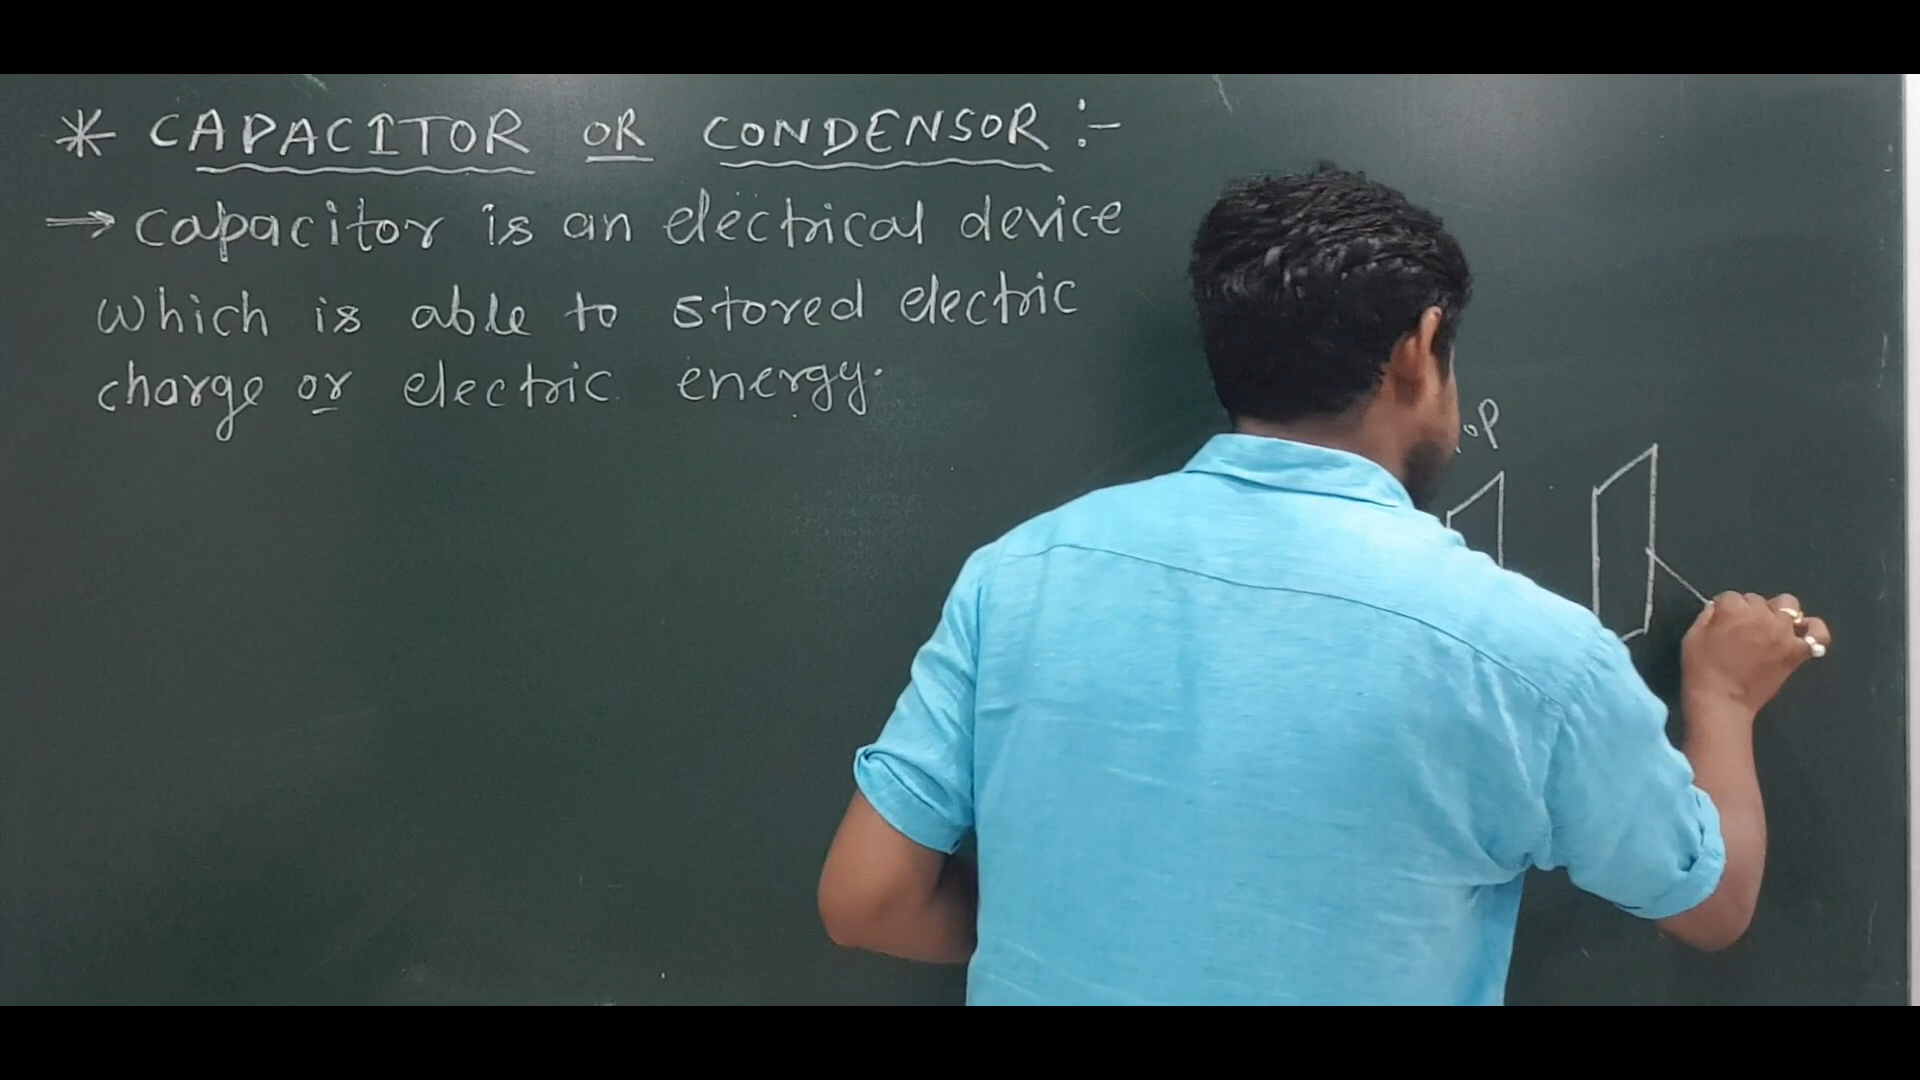 * CAPACITOR OR CONDENSOR :-
→ Capacitor is an electrical device
which is able to stored electric
charge or electric energy.